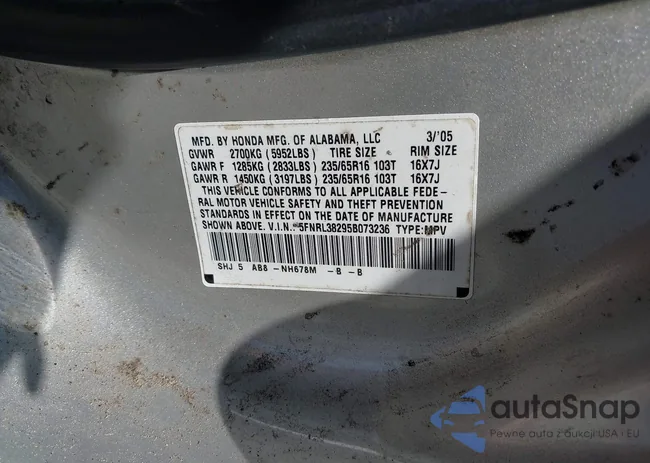 MFD. BY HONDA MFG. OF ALABAMA, LLC 3/'05
GVWR 2700KG (5952LBS) TIRE SIZE RIM SIZE
GAWR F 1285KG (2833LBS) 235/65R16 103T 16X7J
GAWR R 1450KG (3197LBS) 235/65R16 103T 16X7J
THIS VEHICLE CONFORMS TO ALL APPLICABLE FEDE-
RAL MOTOR VEHICLE SAFETY AND THEFT PREVENTION
STANDARDS IN EFFECT ON THE DATE OF MANUFACTURE
SHOWN ABOVE. V.I.N.:5FNRL38295B073236 TYPE:MPV
SHJ 5 AB8 -NH678M -B -B
autaSnap
Pewne auta z aukcji USA i EU